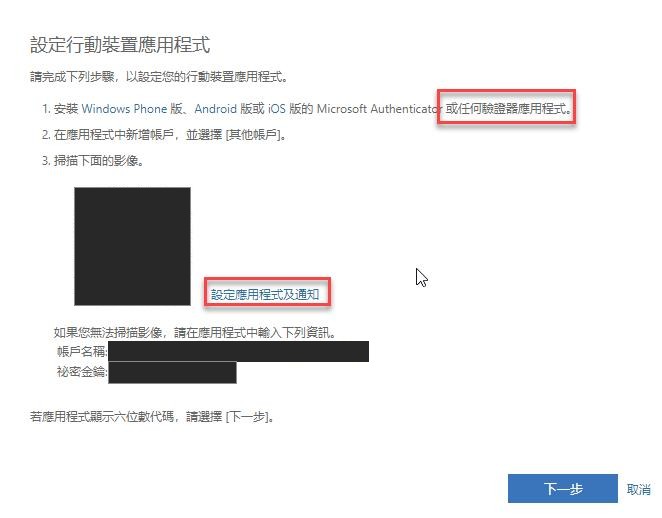 設定行動裝置應用程式
請完成下列步驟，以設定您的行動裝置應用程式。
1. 安裝 Windows Phone 版、Android 版或 iOS 版的 Microsoft Authenticator 或任何驗證器應用程式。
2. 在應用程式中新增帳戶，並選擇 [其他帳戶]。
3. 掃描下面的影像。
設定應用程式及通知
如果您無法掃描影像，請在應用程式中輸入下列資訊。
帳戶名稱:
祕密金鑰:
若應用程式顯示六位數代碼，請選擇 [下一步]。
下一步 取消